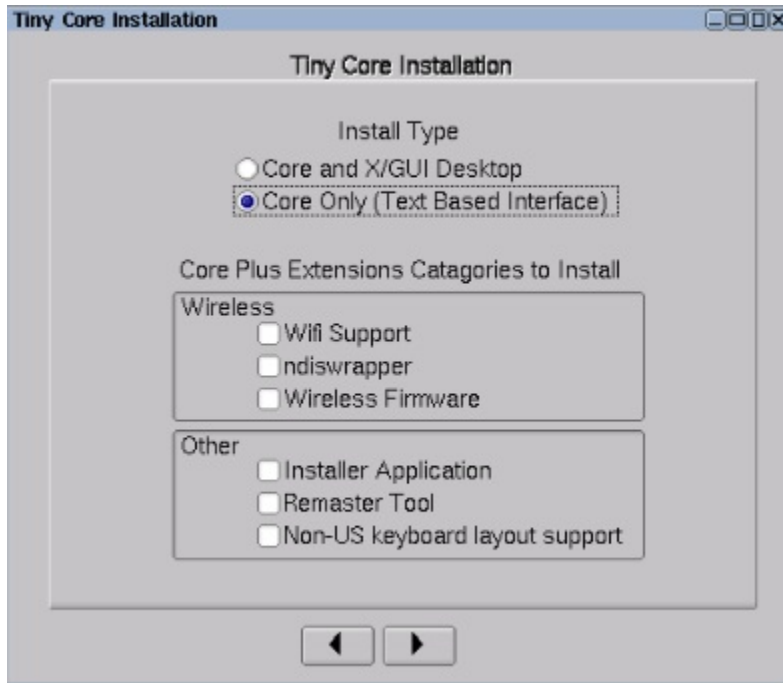 Tiny Core Installation
Tiny Core Installation
Install Type
Core and X/GUI Desktop
Core Only (Text Based Interface)
Core Plus Extensions Catagories to Install
Wireless
Wifi Support
ndiswrapper
Wireless Firmware
Other
Installer Application
Remaster Tool
Non-US keyboard layout support